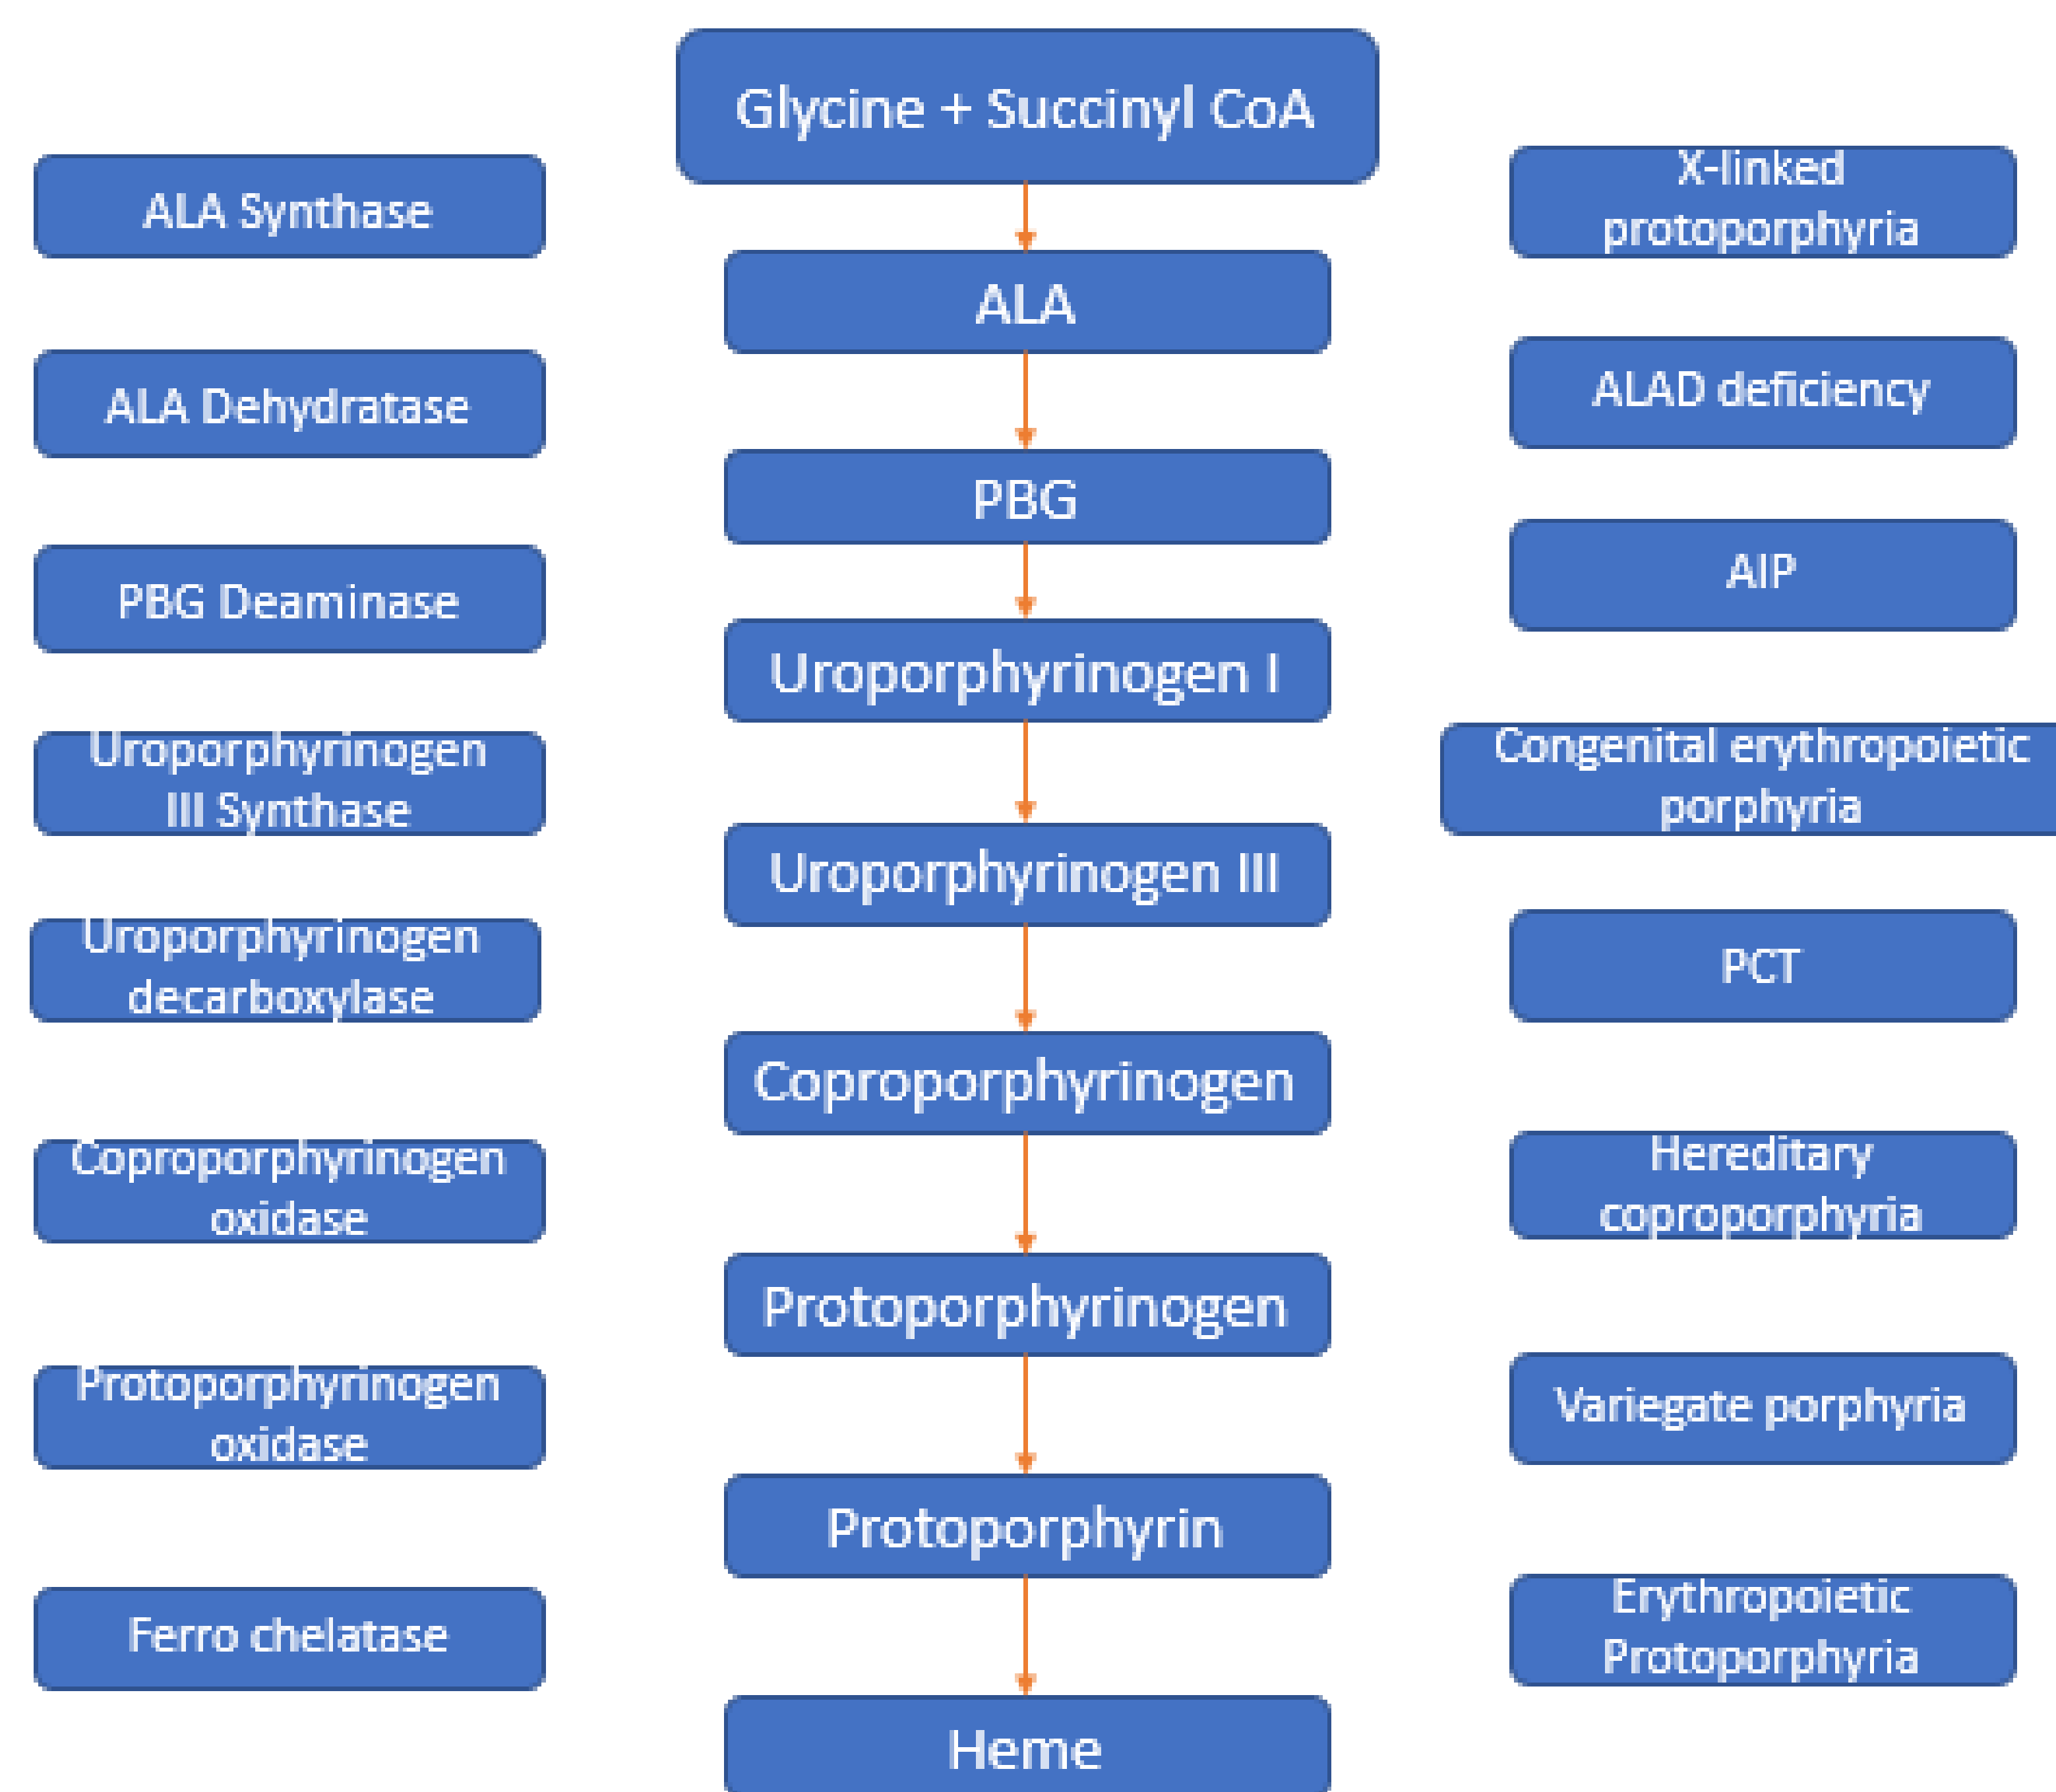 Glycine + Succinyl CoA
ALA Synthase
X-linked
protoporphyria
ALA
ALA Dehydratase
ALAD deficiency
PBG
PBG Deaminase
AIP
Uroporphyrinogen I
Uroporphyrinogen
III Synthase
Congenital erythropoietic
porphyria
Uroporphyrinogen III
Uroporphyrinogen
decarboxylase
PCT
Coproporphyrinogen
Coproporphyrinogen
oxidase
Hereditary
coproporphyria
Protoporphyrinogen
Protoporphyrinogen
oxidase
Variegate porphyria
Protoporphyrin
Ferro chelatase
Erythropoietic
Protoporphyria
Heme